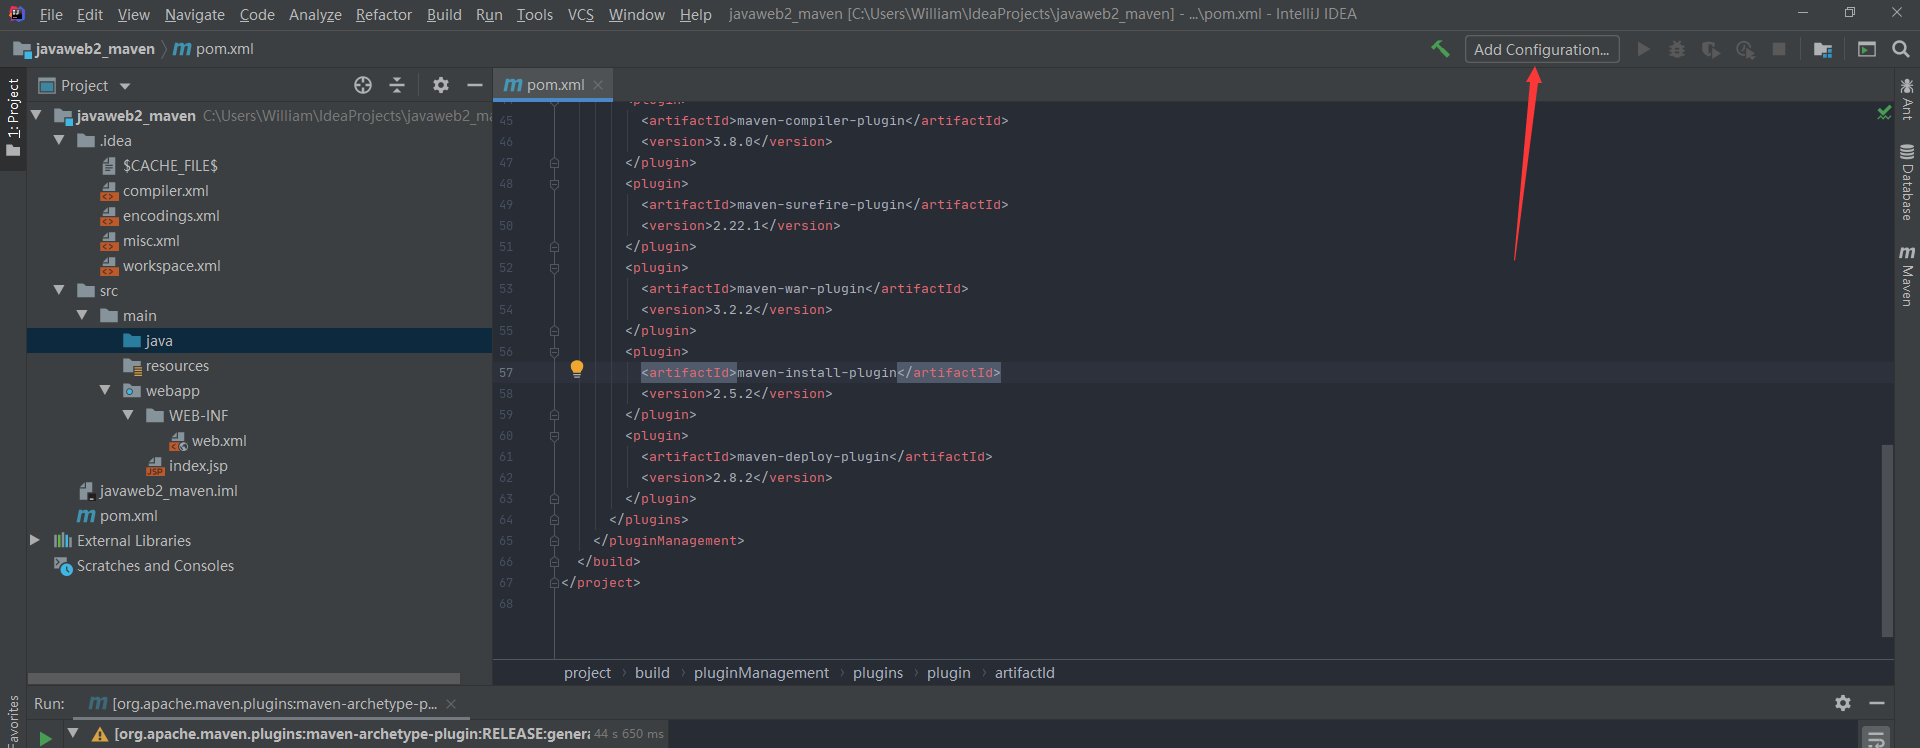 File Edit View Navigate Code Analyze Refactor Build Run Tools VCS Window Help javaweb2_maven [C:\Users\William\IdeaProjects\javaweb2_maven] - ...\pom.xml - IntelliJ IDEA
javaweb2_maven pom.xml Add Configuration...
1: Project
Project
javaweb2_maven C:\Users\William\IdeaProjects\javaweb2_ma
.idea
$CACHE_FILE$
compiler.xml
encodings.xml
misc.xml
workspace.xml
src
main
java
resources
webapp
WEB-INF
web.xml
index.jsp
javaweb2_maven.iml
pom.xml
External Libraries
Scratches and Consoles
pom.xml
<plugin>
45 <artifactId>maven-compiler-plugin</artifactId>
46 <version>3.8.0</version>
47 </plugin>
48 <plugin>
49 <artifactId>maven-surefire-plugin</artifactId>
50 <version>2.22.1</version>
51 </plugin>
52 <plugin>
53 <artifactId>maven-war-plugin</artifactId>
54 <version>3.2.2</version>
55 </plugin>
56 <plugin>
57 <artifactId>maven-install-plugin</artifactId>
58 <version>2.5.2</version>
59 </plugin>
60 <plugin>
61 <artifactId>maven-deploy-plugin</artifactId>
62 <version>2.8.2</version>
63 </plugin>
64 </plugins>
65 </pluginManagement>
66 </build>
67 </project>
68
project › build › pluginManagement › plugins › plugin › artifactId
Ant
Database
Maven
Favorites
Run: [org.apache.maven.plugins:maven-archetype-p...
[org.apache.maven.plugins:maven-archetype-plugin:RELEASE:genera 44 s 650 ms